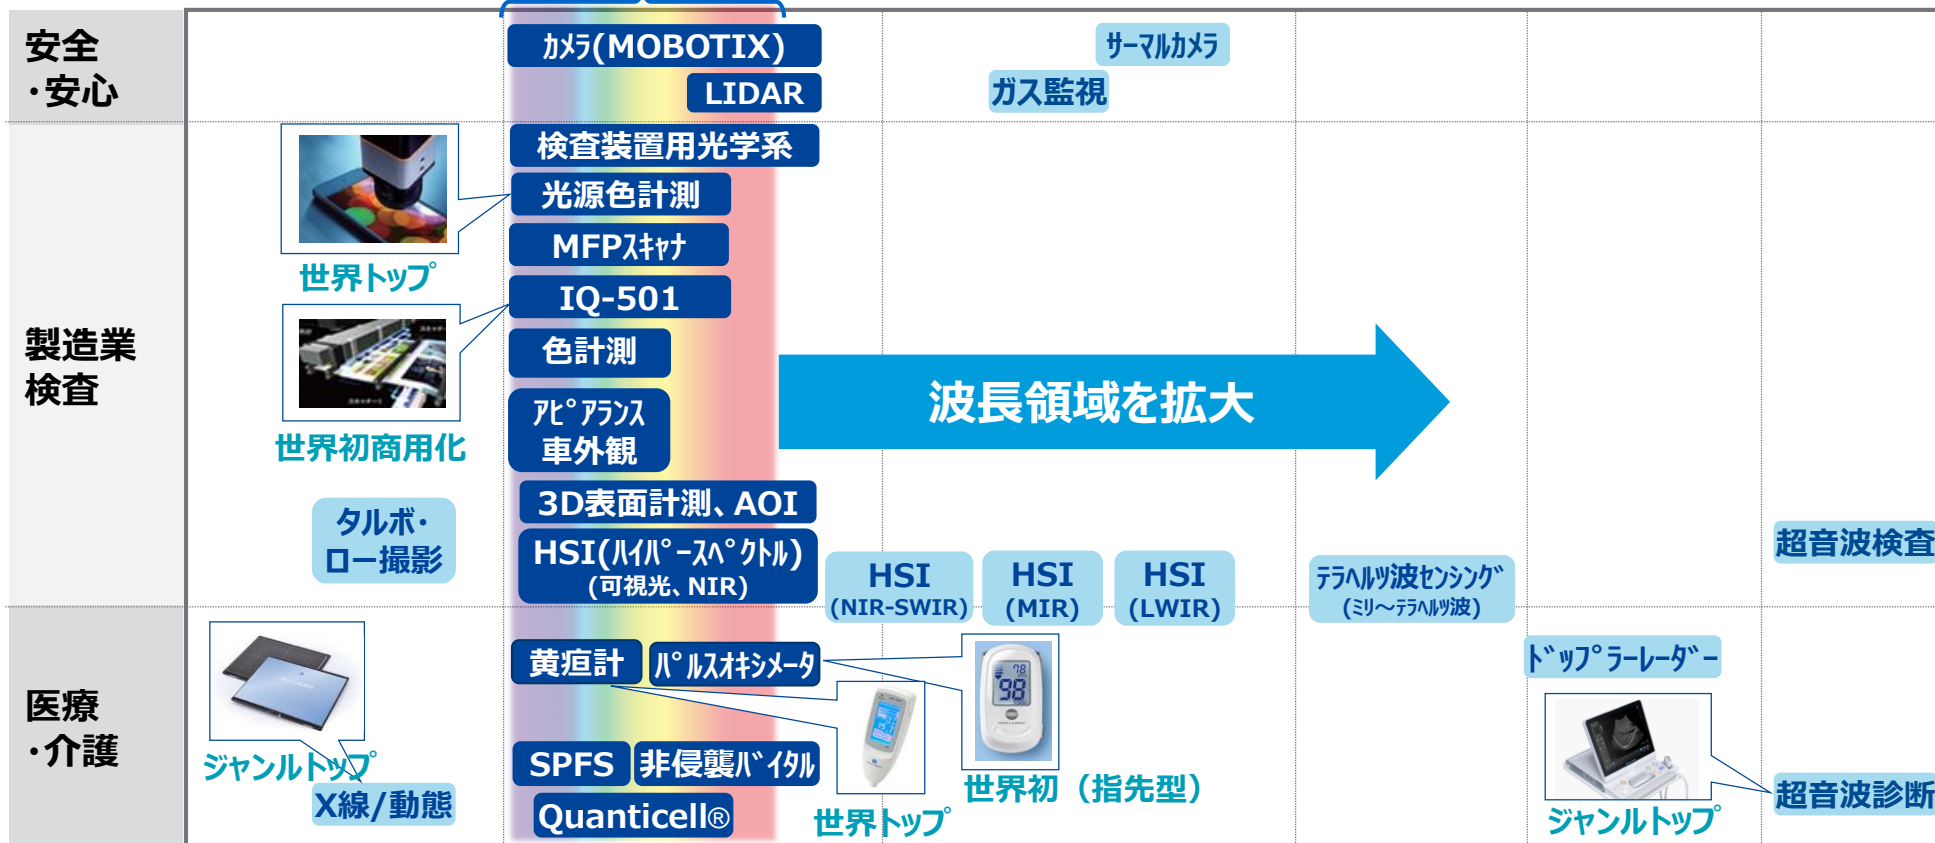 安全
・安心
カメラ(MOBOTIX)
サーマルカメラ
LIDAR
ガス監視
製造業
検査
検査装置用光学系
光源色計測
MFPスキャナ
世界トップ
IQ-501
色計測
世界初商用化
アピアランス
車外観
波長領域を拡大
タルボ・
ロー撮影
3D表面計測、AOI
HSI(ハイパースペクトル)
(可視光、NIR)
HSI
(NIR-SWIR)
HSI
(MIR)
HSI
(LWIR)
テラヘルツ波センシング
(ミリ～テラヘルツ波)
超音波検査
医療
・介護
ジャンルトップ
X線/動態
黄疸計
パルスオキシメータ
78
98
SPFS
非侵襲バイタル
Quanticell®
世界トップ
世界初（指先型）
ドップラーレーダー
ジャンルトップ
超音波診断